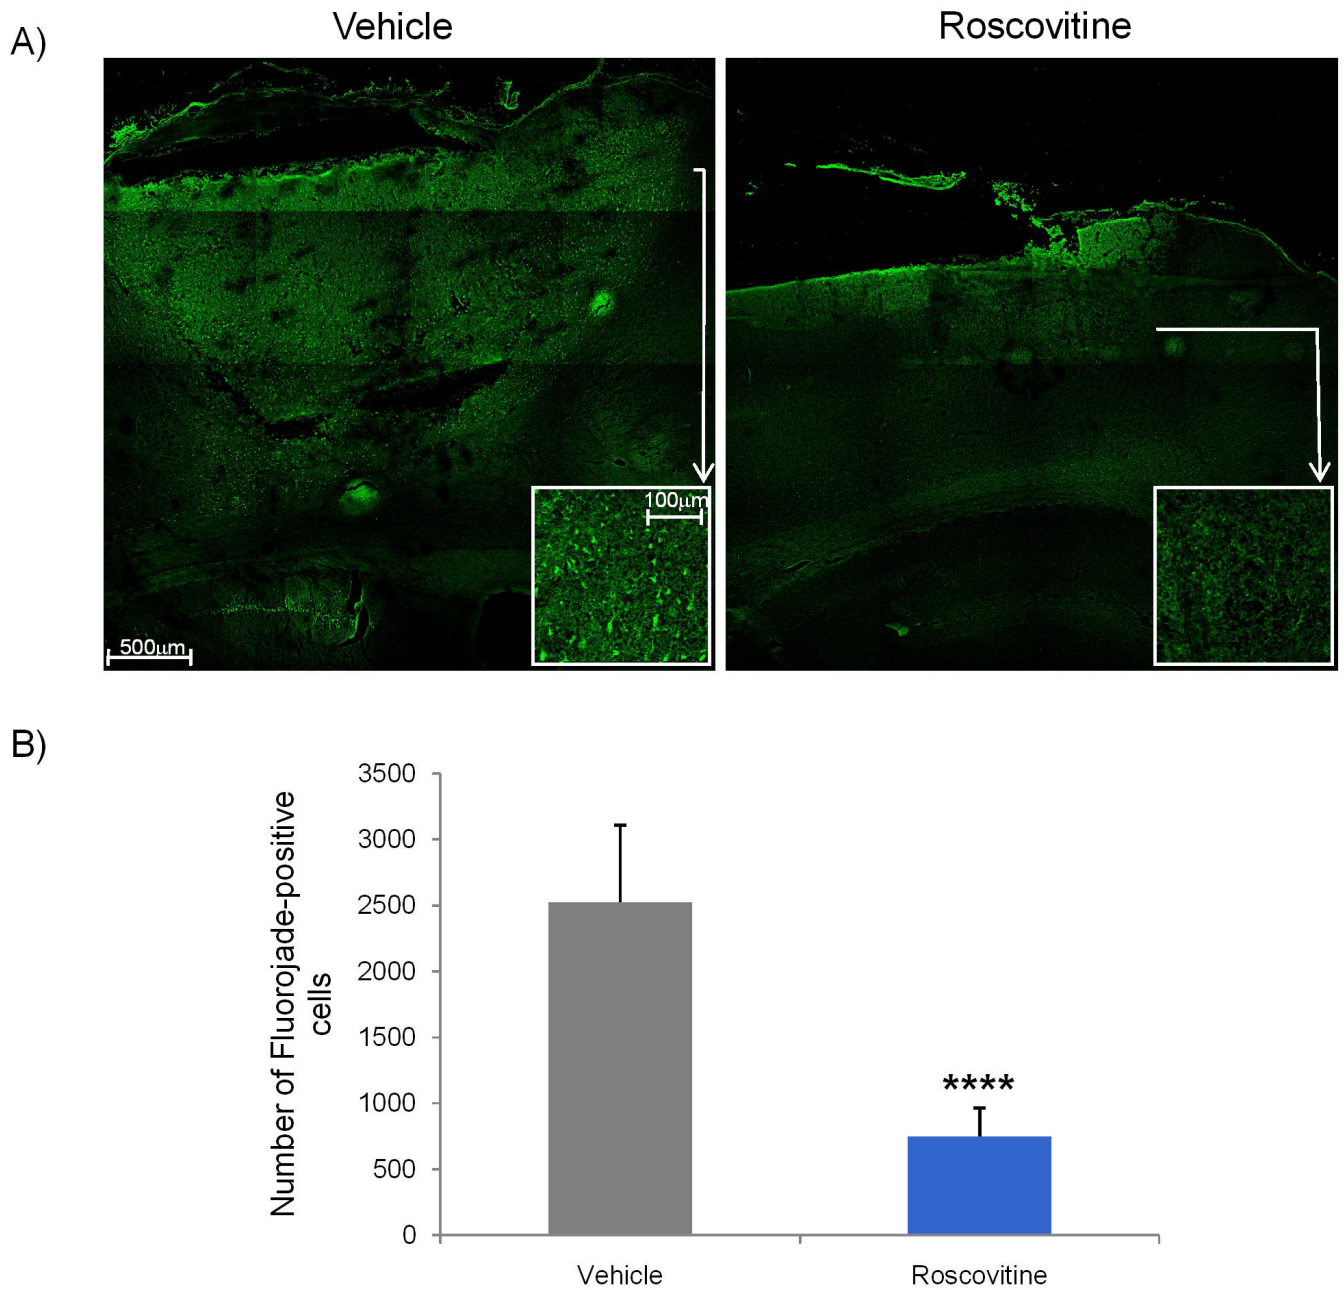 A)
Vehicle
Roscovitine
100μm
500μm
B)
Number of Fluorojade-positive
cells
3500
3000
2500
2000
1500
1000
500
0
****
Vehicle
Roscovitine